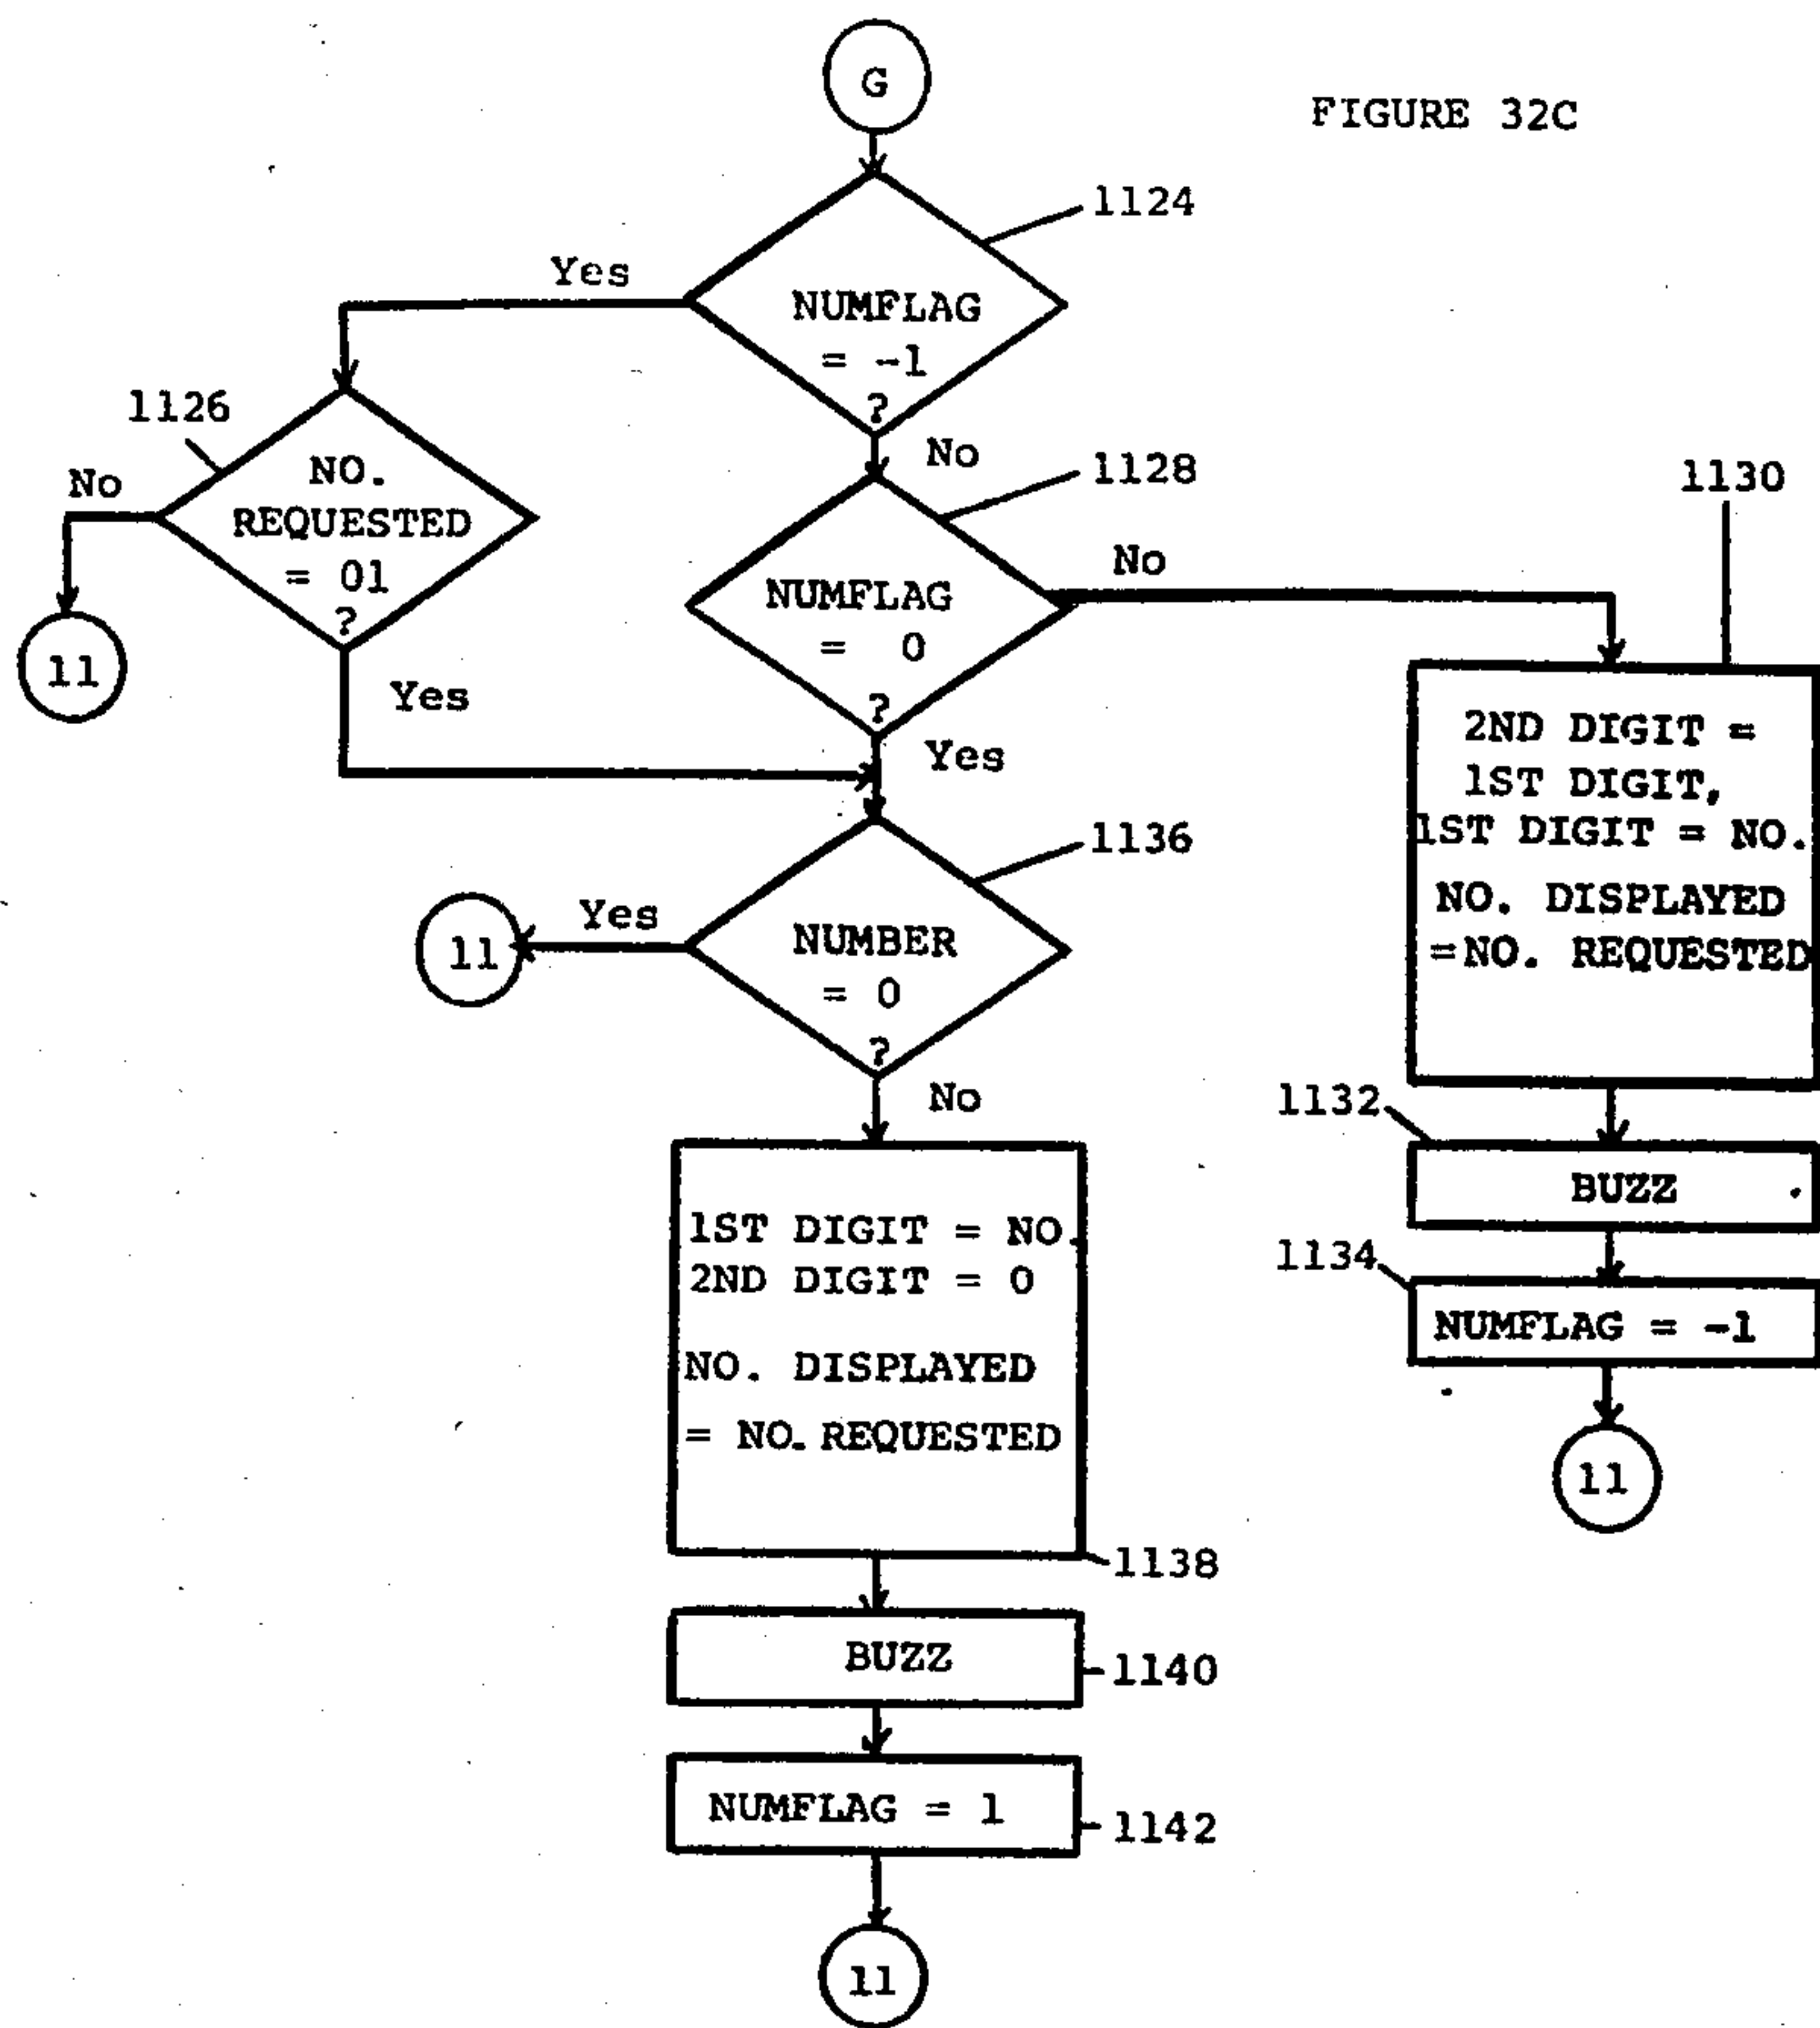 G
FIGURE 32C
1124
Yes
NUMFLAG
= -1
?
1126
No
NO.
REQUESTED
= 01
?
No
1128
1130
No
NUMFLAG
= 0
?
11
Yes
Yes
2ND DIGIT =
1ST DIGIT,
1ST DIGIT = NO.
NO. DISPLAYED
=NO. REQUESTED
1136
Yes
11
NUMBER
= 0
?
No
1132
BUZZ
1134
NUMFLAG = -1
11
1ST DIGIT = NO.
2ND DIGIT = 0
NO. DISPLAYED
= NO. REQUESTED
1138
BUZZ
1140
NUMFLAG = 1
1142
11